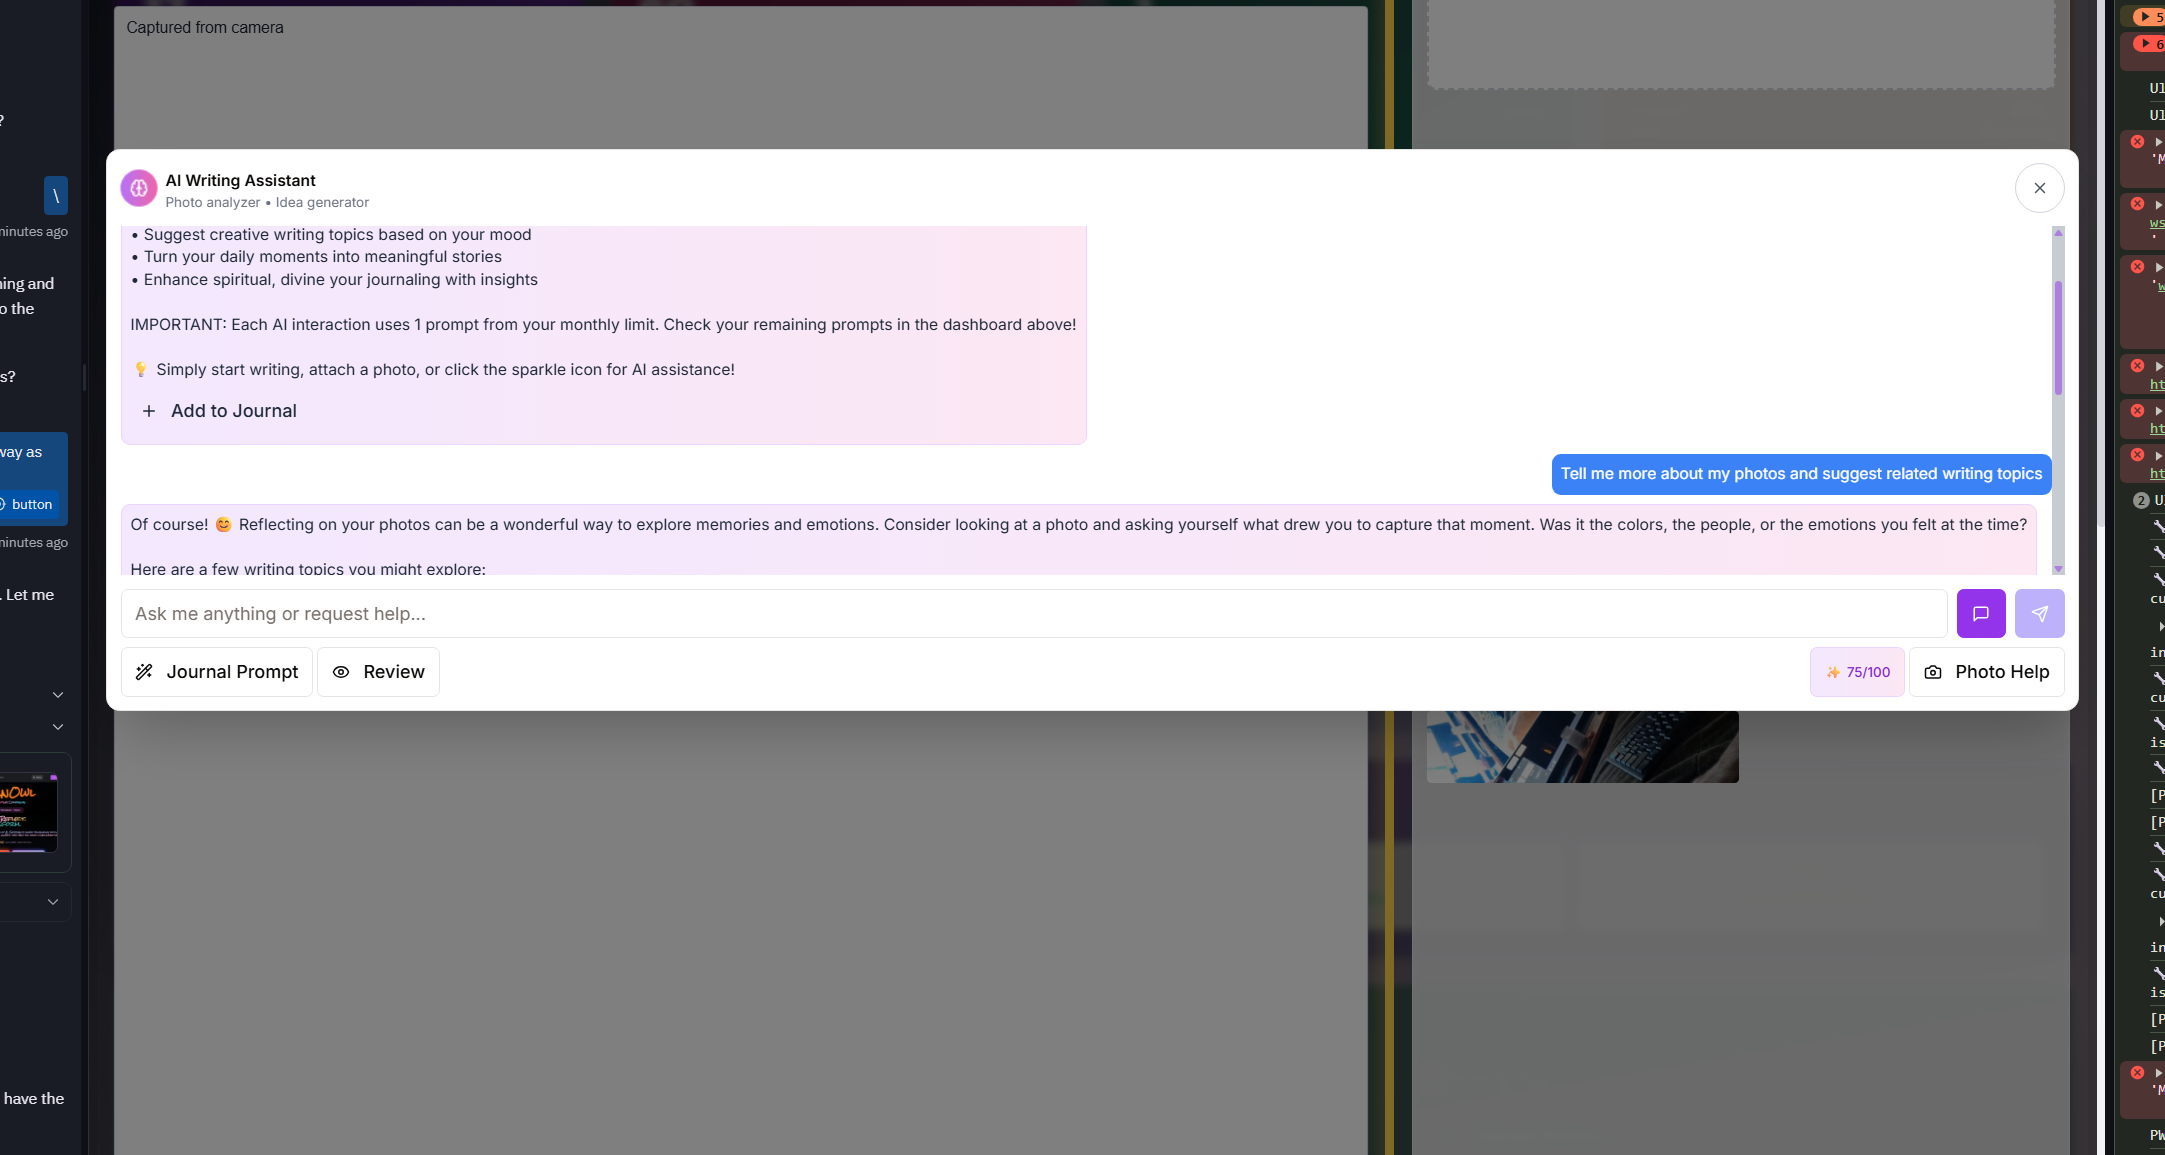 Captured from camera
?
\
minutes ago
ning and
o the
s?
way as
button
minutes ago
. Let me
have the
AI Writing Assistant
Photo analyzer • Idea generator
• Suggest creative writing topics based on your mood
• Turn your daily moments into meaningful stories
• Enhance spiritual, divine your journaling with insights
IMPORTANT: Each AI interaction uses 1 prompt from your monthly limit. Check your remaining prompts in the dashboard above!
💡 Simply start writing, attach a photo, or click the sparkle icon for AI assistance!
+ Add to Journal
Tell me more about my photos and suggest related writing topics
Of course! 😊 Reflecting on your photos can be a wonderful way to explore memories and emotions. Consider looking at a photo and asking yourself what drew you to capture that moment. Was it the colors, the people, or the emotions you felt at the time?
Here are a few writing topics you might explore:
Ask me anything or request help...
Journal Prompt
Review
✨ 75/100
Photo Help
5
6
Ul
Ul
'M
ws
'
'w
ht
ht
ht
2
cu
in
cu
is
[P
[P
cu
in
is
[P
[P
'M
PW